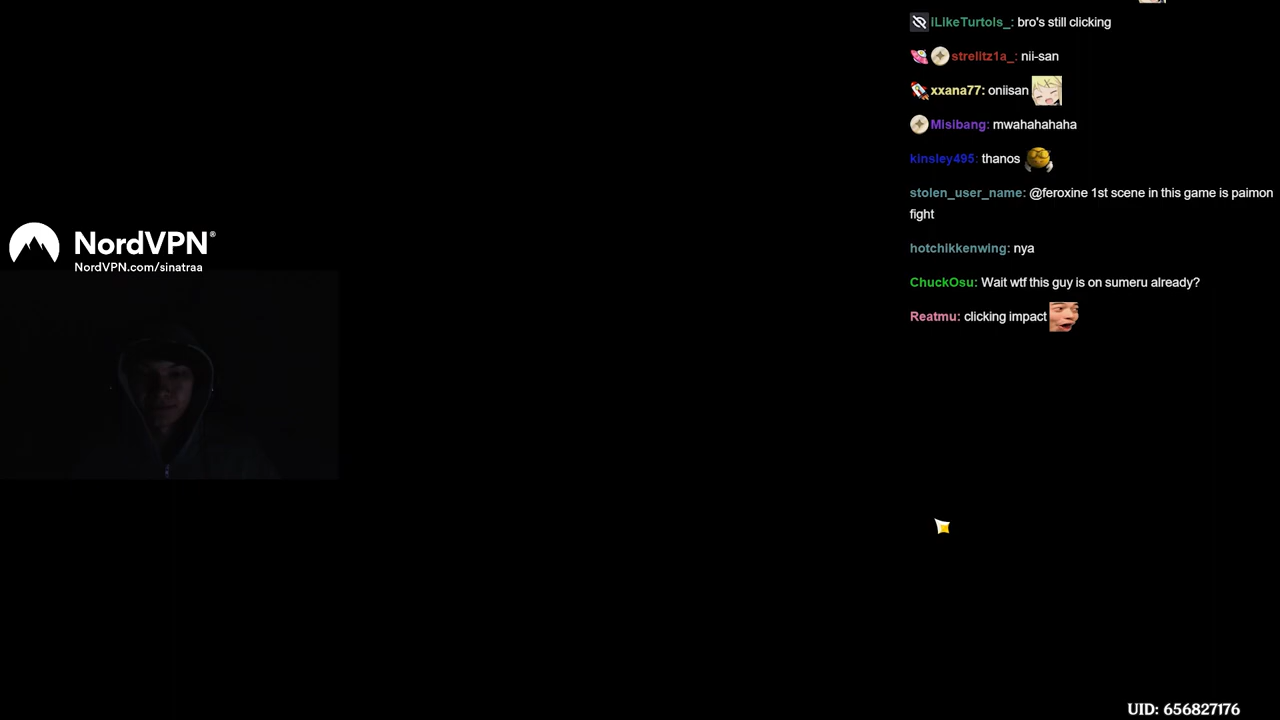 iLikeTurtols_: bro's still clicking
strelitz1a_: nii-san
xxana77: oniisan
Misibang: mwahahahaha
kinsley495: thanos
stolen_user_name: @feroxine 1st scene in this game is paimon
fight
NordVPN®
NordVPN.com/sinatraa
hotchikkenwing: nya
ChuckOsu: Wait wtf this guy is on sumeru already?
Reatmu: clicking impact
UID: 656827176